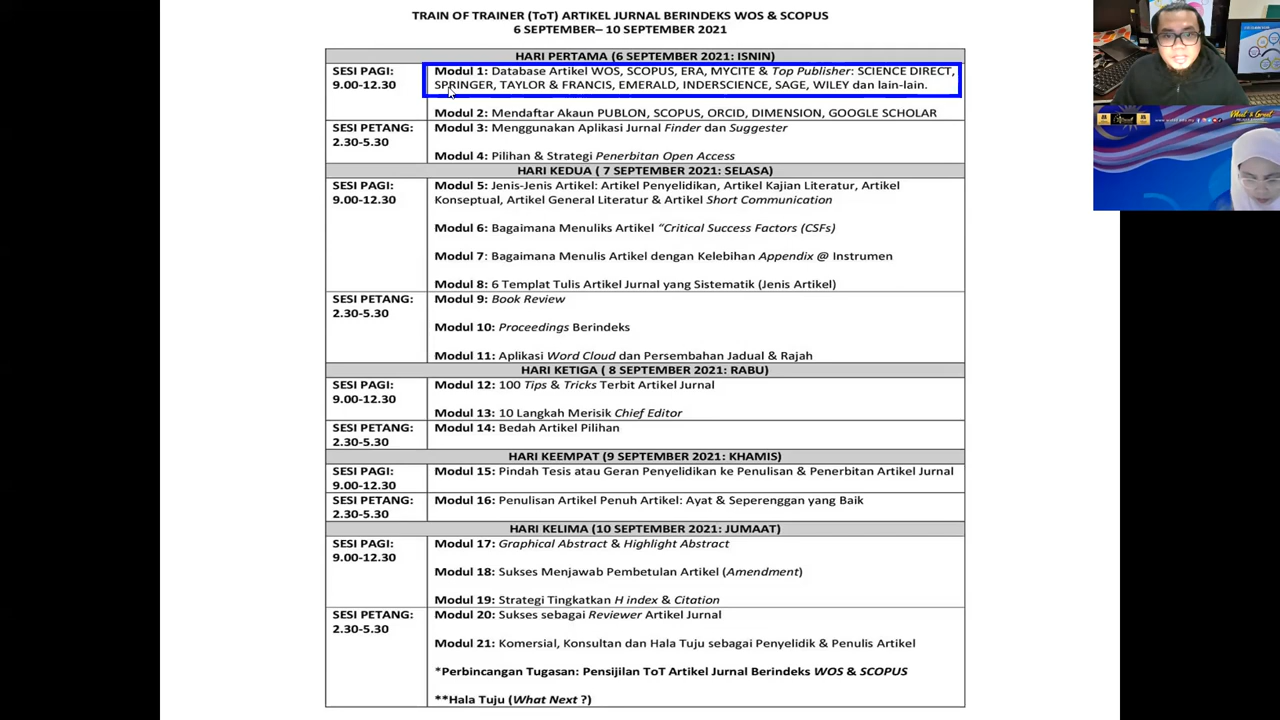 TRAIN OF TRAINER (ToT) ARTIKEL JURNAL BERINDEKS WOS & SCOPUS
6 SEPTEMBER– 10 SEPTEMBER 2021
HARI PERTAMA (6 SEPTEMBER 2021: ISNIN)
SESI PAGI:
9.00-12.30
Modul 1: Database Artikel WOS, SCOPUS, ERA, MYCITE & Top Publisher: SCIENCE DIRECT,
SPRINGER, TAYLOR & FRANCIS, EMERALD, INDERSCIENCE, SAGE, WILEY dan lain-lain.
Modul 2: Mendaftar Akaun PUBLON, SCOPUS, ORCID, DIMENSION, GOOGLE SCHOLAR
SESI PETANG:
2.30-5.30
Modul 3: Menggunakan Aplikasi Jurnal Finder dan Suggester
Modul 4: Pilihan & Strategi Penerbitan Open Access
HARI KEDUA ( 7 SEPTEMBER 2021: SELASA)
SESI PAGI:
9.00-12.30
Modul 5: Jenis-Jenis Artikel: Artikel Penyelidikan, Artikel Kajian Literatur, Artikel
Konseptual, Artikel General Literatur & Artikel Short Communication
Modul 6: Bagaimana Menuliks Artikel “Critical Success Factors (CSFs)
Modul 7: Bagaimana Menulis Artikel dengan Kelebihan Appendix @ Instrumen
Modul 8: 6 Templat Tulis Artikel Jurnal yang Sistematik (Jenis Artikel)
SESI PETANG:
2.30-5.30
Modul 9: Book Review
Modul 10: Proceedings Berindeks
Modul 11: Aplikasi Word Cloud dan Persembahan Jadual & Rajah
HARI KETIGA ( 8 SEPTEMBER 2021: RABU)
SESI PAGI:
9.00-12.30
Modul 12: 100 Tips & Tricks Terbit Artikel Jurnal
Modul 13: 10 Langkah Merisik Chief Editor
SESI PETANG:
2.30-5.30
Modul 14: Bedah Artikel Pilihan
HARI KEEMPAT (9 SEPTEMBER 2021: KHAMIS)
SESI PAGI:
9.00-12.30
Modul 15: Pindah Tesis atau Geran Penyelidikan ke Penulisan & Penerbitan Artikel Jurnal
SESI PETANG:
2.30-5.30
Modul 16: Penulisan Artikel Penuh Artikel: Ayat & Seperenggan yang Baik
HARI KELIMA (10 SEPTEMBER 2021: JUMAAT)
SESI PAGI:
9.00-12.30
Modul 17: Graphical Abstract & Highlight Abstract
Modul 18: Sukses Menjawab Pembetulan Artikel (Amendment)
Modul 19: Strategi Tingkatkan H index & Citation
SESI PETANG:
2.30-5.30
Modul 20: Sukses sebagai Reviewer Artikel Jurnal
Modul 21: Komersial, Konsultan dan Hala Tuju sebagai Penyelidik & Penulis Artikel
*Perbincangan Tugasan: Pensijilan ToT Artikel Jurnal Berindeks WOS & SCOPUS
**Hala Tuju (What Next ?)